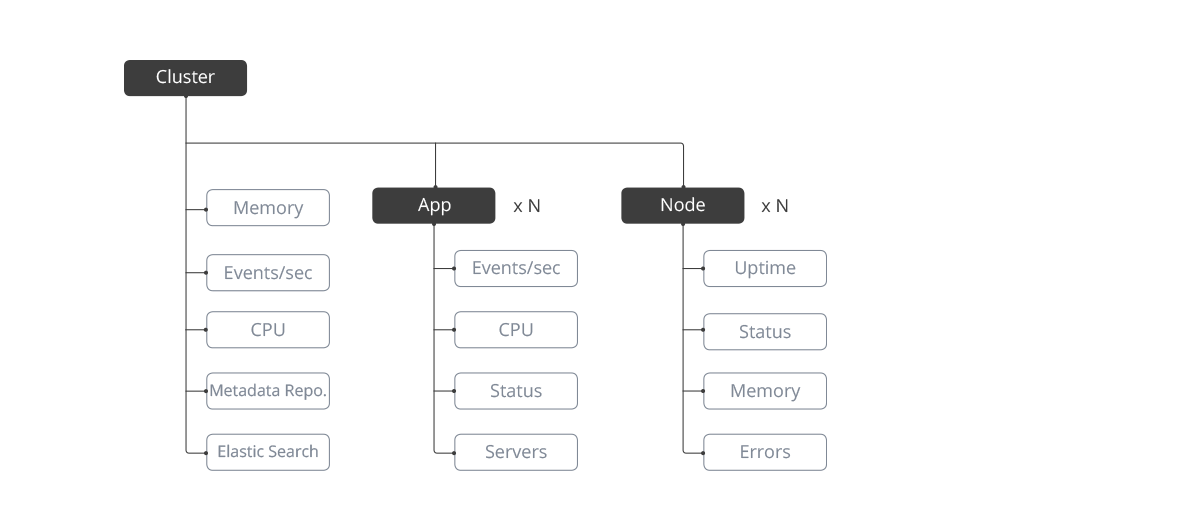 Cluster
Memory
Events/sec
CPU
Metadata Repo.
Elastic Search
App
x N
Events/sec
CPU
Status
Servers
Node
x N
Uptime
Status
Memory
Errors